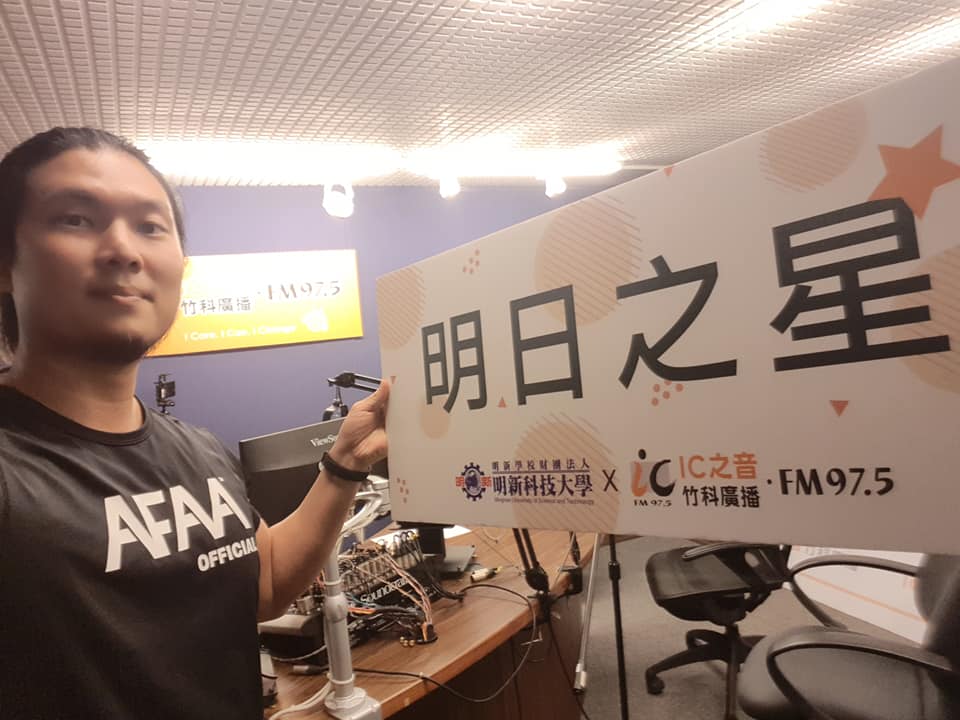 ·FM97.5
竹科廣播
I Care, I Can, I Change
明日之星
明新學校財團法人
明新科技大學
Minghsin University of Science and Technology
X
ic
FM 97.5
IC之音
竹科廣播
·FM97.5
AFAA
OFFICIAL
ViewSonic
Soundcraft